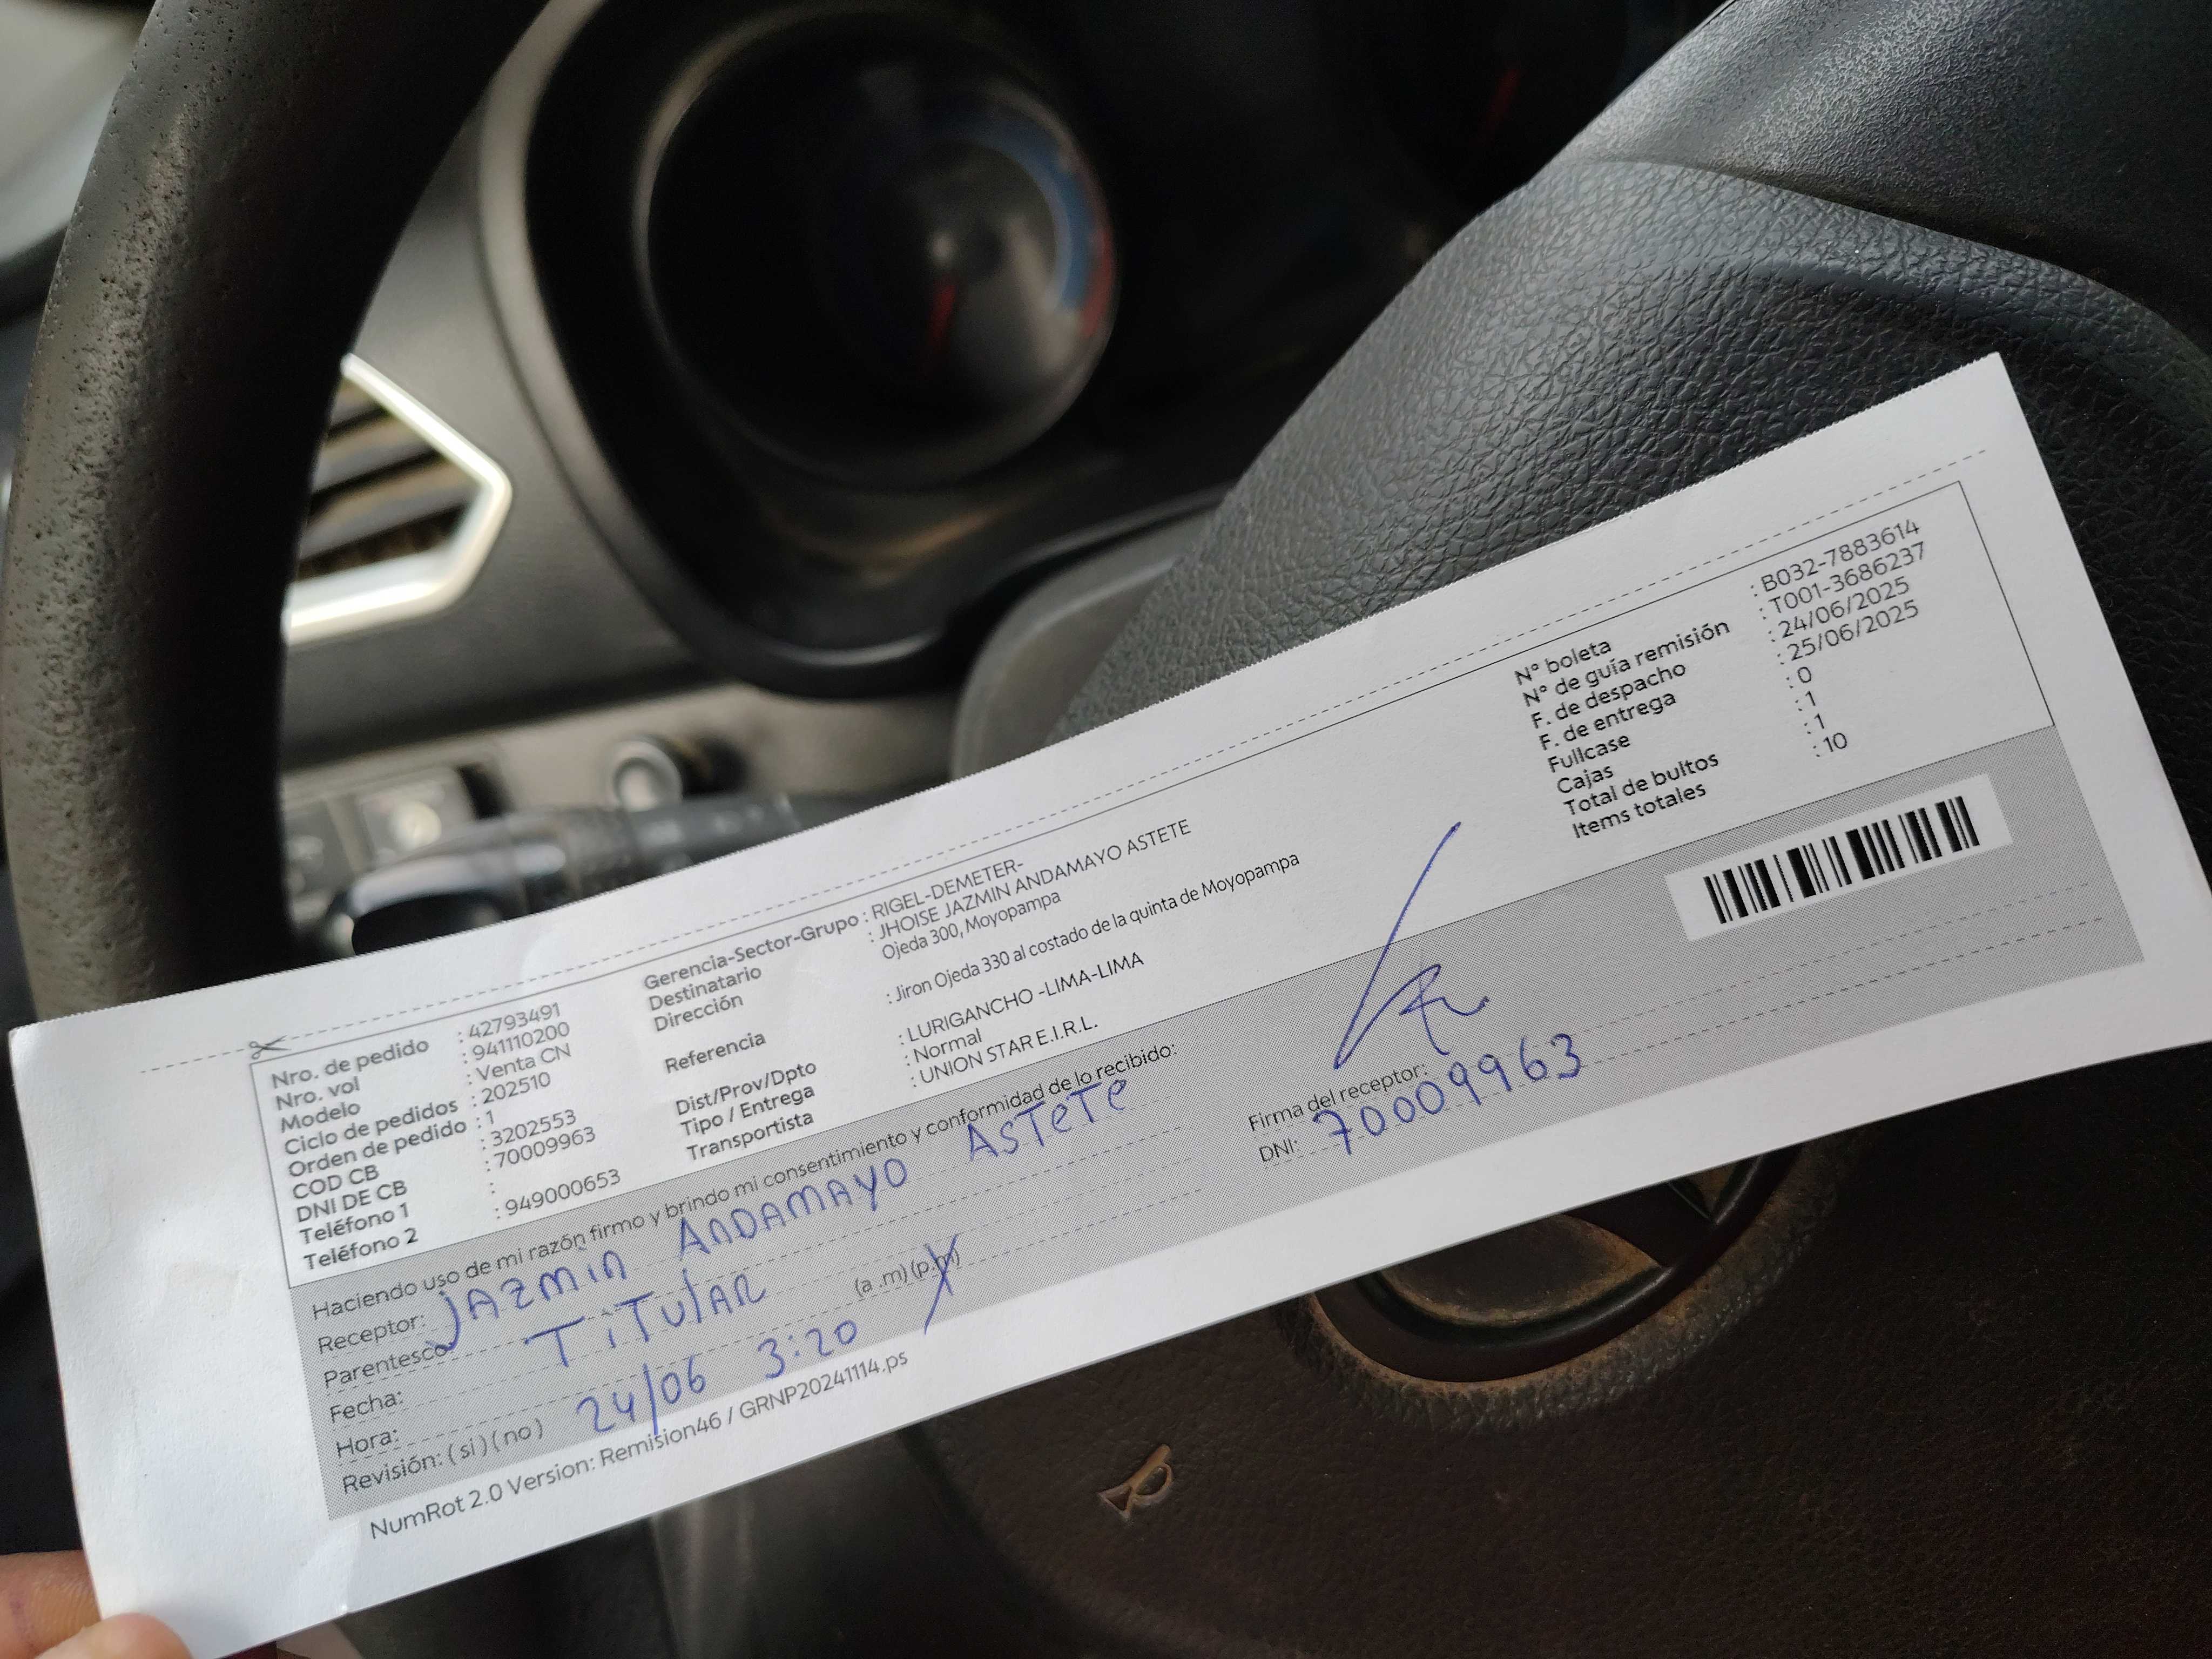 Nro. de pedido : 42793491
Nro. vol : 941110200
Modelo : Venta CN
Ciclo de pedidos : 202510
Orden de pedido : 1
COD CB : 3202553
DNI DE CB : 70009963
Teléfono 1 :
Teléfono 2 : 949000653
Gerencia-Sector-Grupo : RIGEL-DEMETER-
Destinatario : JHOISE JAZMIN ANDAMAYO ASTETE
Dirección Ojeda 300, Moyopampa
Referencia : Jiron Ojeda 330 al costado de la quinta de Moyopampa
Dist/Prov/Dpto : LURIGANCHO -LIMA-LIMA
Tipo / Entrega : Normal
Transportista : UNION STAR E.I.R.L.
N° boleta : B032-7883614
N° de guía remisión : T001-3686237
F. de despacho : 24/06/2025
F. de entrega : 25/06/2025
Fullcase : 0
Cajas : 1
Total de bultos : 1
Items totales : 10
Haciendo uso de mi razón firmo y brindo mi consentimiento y conformidad de lo recibido:
Receptor: JAZMIN ANDAMAYO ASTETE
Parentesco: TITULAR
Fecha:
Hora: 24/06 3:20 (a .m) (p.m)
Revisión: (si) (no)
Firma del receptor:
DNI: 70009963
NumRot 2.0 Version: Remision46 / GRNP20241114.ps